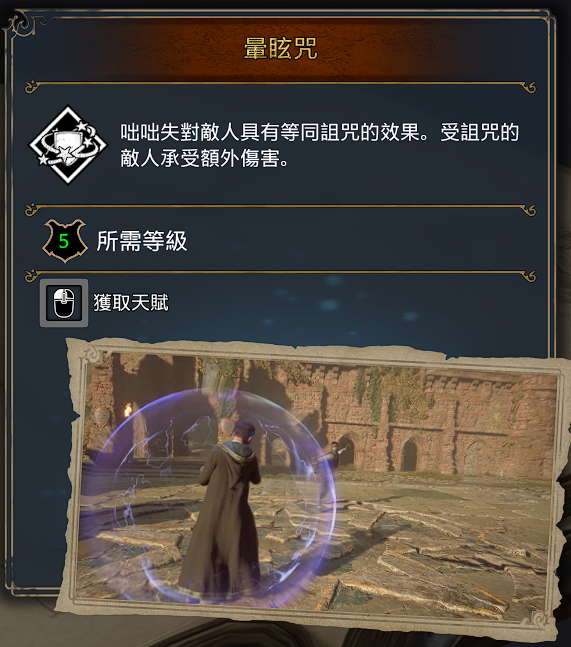 暈眩咒
咄咄失對敵人具有等同詛咒的效果。受詛咒的
敵人承受額外傷害。
5 所需等級
獲取天賦